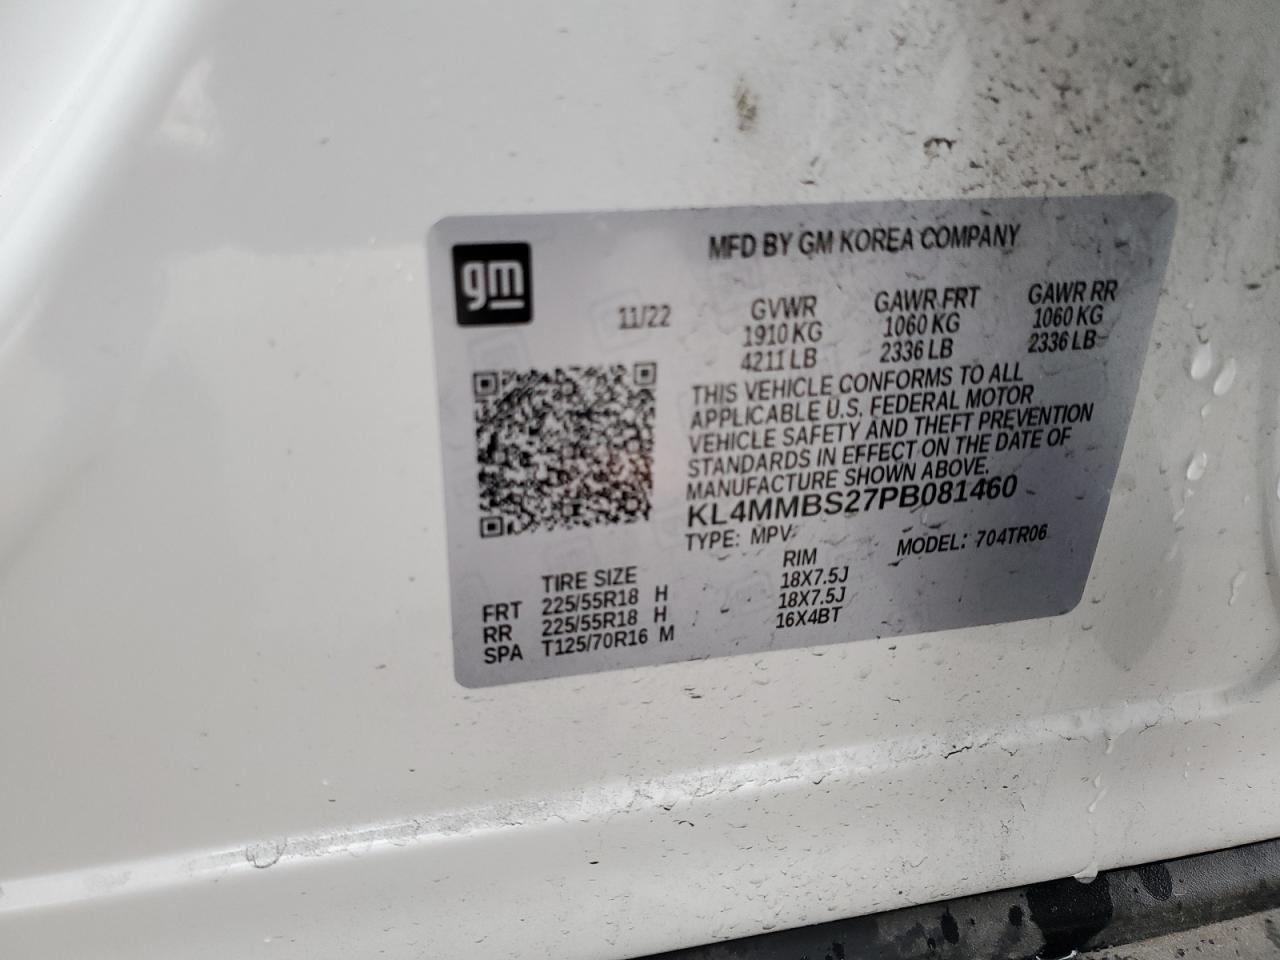 gm
MFD BY GM KOREA COMPANY
11/22
GVWR GAWR FRT GAWR RR
1910 KG 1060 KG 1060 KG
4211 LB 2336 LB 2336 LB
THIS VEHICLE CONFORMS TO ALL
APPLICABLE U.S. FEDERAL MOTOR
VEHICLE SAFETY AND THEFT PREVENTION
STANDARDS IN EFFECT ON THE DATE OF
MANUFACTURE SHOWN ABOVE.
KL4MMBS27PB081460
TYPE: MPV MODEL: 704TR06
TIRE SIZE RIM
FRT 225/55R18 H 18X7.5J
RR 225/55R18 H 18X7.5J
SPA T125/70R16 M 16X4BT